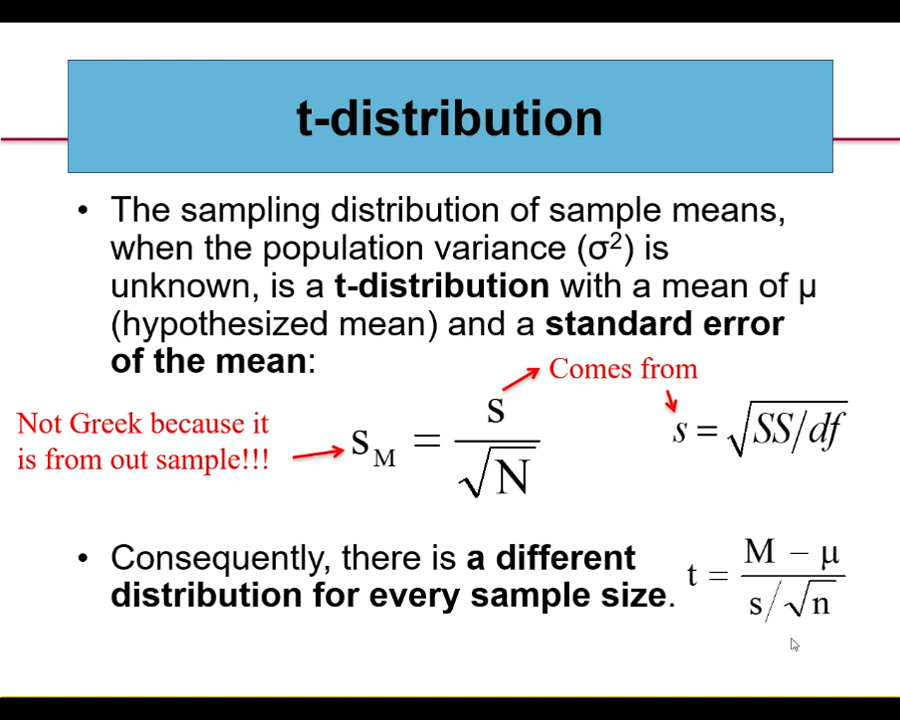 t-distribution
• The sampling distribution of sample means,
when the population variance (σ²) is
unknown, is a t-distribution with a mean of μ
(hypothesized mean) and a standard error
of the mean:
Comes from
Not Greek because it
is from out sample!!!
s_M = s / √N
s = √SS/df
• Consequently, there is a different
distribution for every sample size.
t = M − μ / s/√n